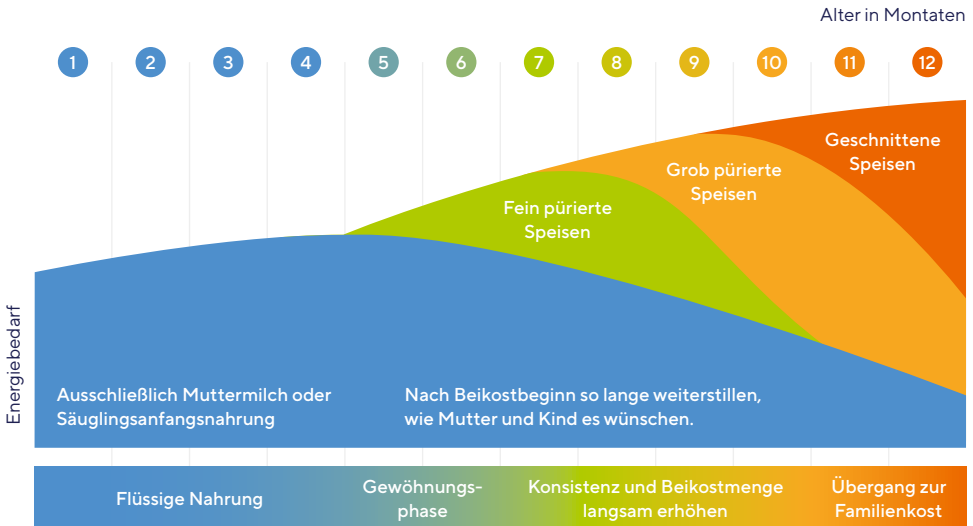 Alter in Montaten
1 2 3 4 5 6 7 8 9 10 11 12
Geschnittene
Speisen
Grob pürierte
Speisen
Fein pürierte
Speisen
Energiebedarf
Ausschließlich Muttermilch oder
Säuglingsanfangsnahrung
Nach Beikostbeginn so lange weiterstillen,
wie Mutter und Kind es wünschen.
Flüssige Nahrung
Gewöhnungs-
phase
Konsistenz und Beikostmenge
langsam erhöhen
Übergang zur
Familienkost